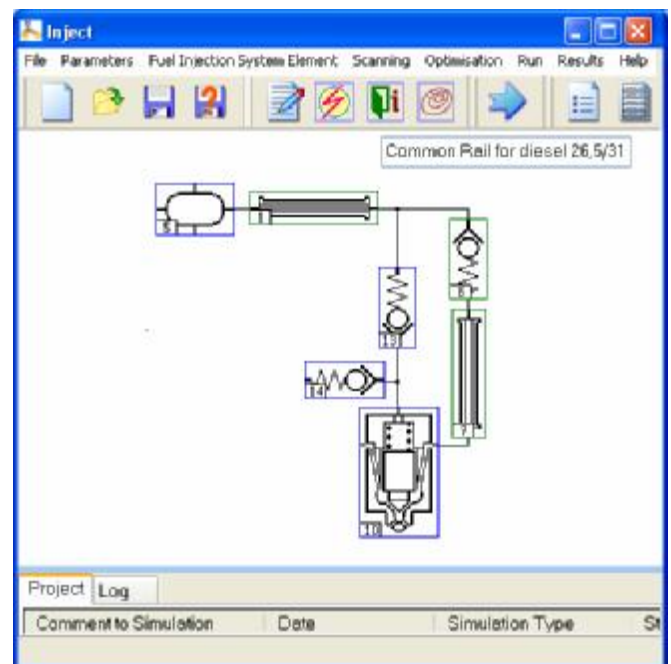 Inject
File Parameters Fuel Injection System Element Scanning Optimisation Run Results Help
Common Rail for diesel 26,5/31
5
1
13
14
7
10
Project Log
Comment to Simulation Date Simulation Type St